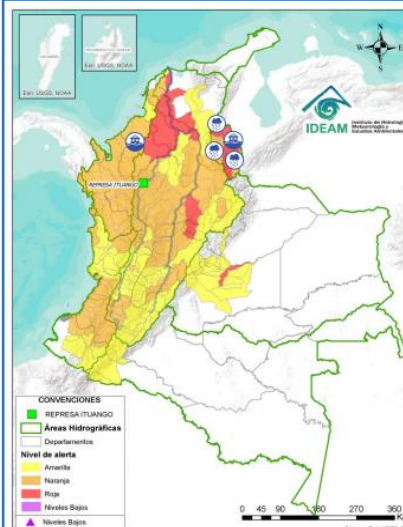 Esri, USGS, NOAA
Esri, USGS, NOAA
N
W
E
S
IDEAM
Instituto de Hidrología,
Meteorología y
Estudios Ambientales
REPRESA ITUANGO
CONVENCIONES
REPRESA ITUANGO
Áreas Hidrográficas
Departamentos
Nivel de alerta
Amarilla
Naranja
Roja
Niveles Bajos
Niveles Bajos
0 45 90 180 270 360